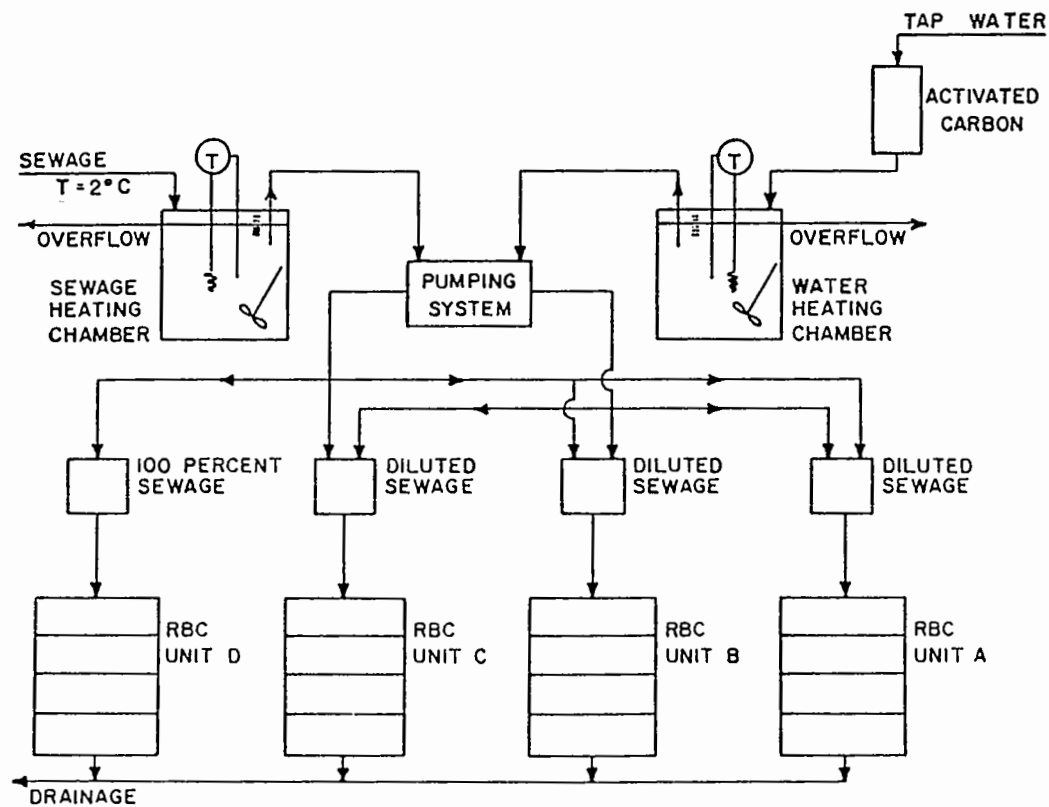 TAP WATER
ACTIVATED
CARBON
SEWAGE
T = 2° C
T
T
OVERFLOW
OVERFLOW
SEWAGE
HEATING
CHAMBER
PUMPING
SYSTEM
WATER
HEATING
CHAMBER
100 PERCENT
SEWAGE
DILUTED
SEWAGE
DILUTED
SEWAGE
DILUTED
SEWAGE
RBC
UNIT D
RBC
UNIT C
RBC
UNIT B
RBC
UNIT A
DRAINAGE